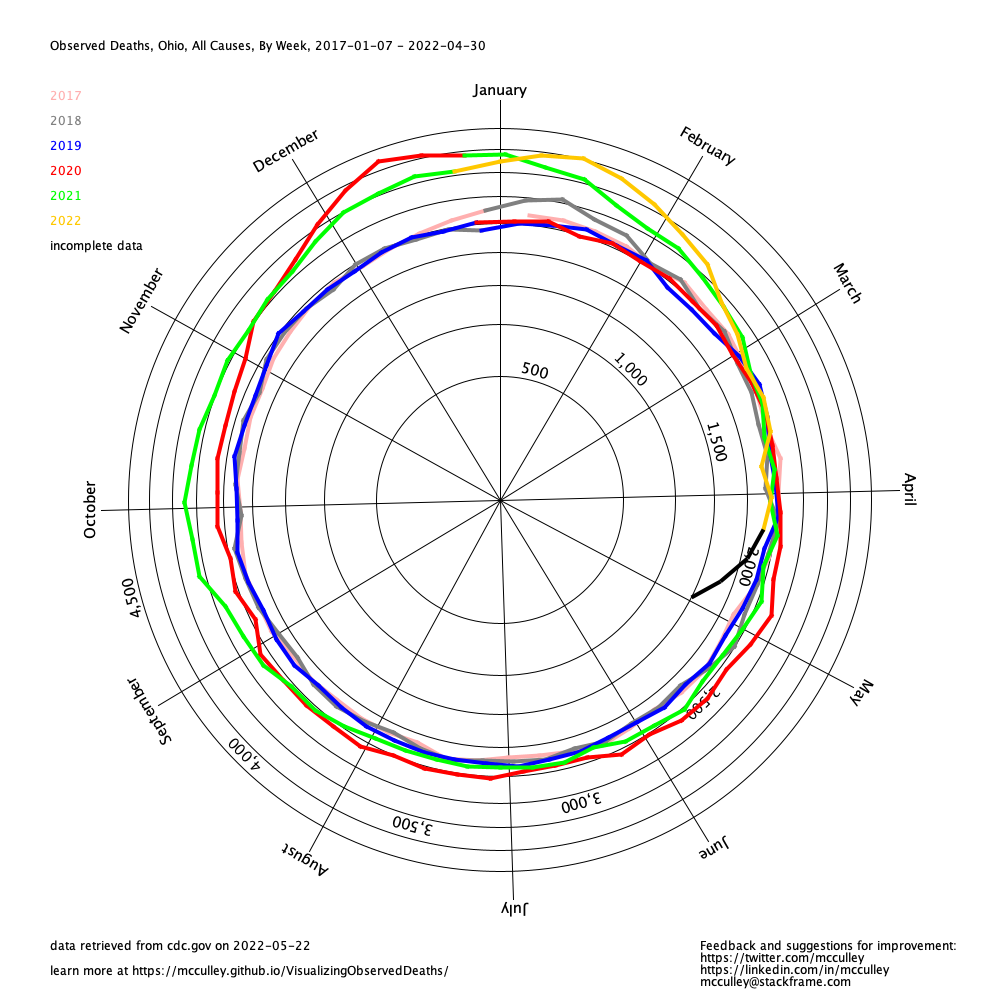 Observed Deaths, Ohio, All Causes, By Week, 2017-01-07 - 2022-04-30
2017
2018
2019
2020
2021
2022
incomplete data
January
February
March
April
May
June
July
August
September
October
November
December
500
1,000
1,500
2,000
2,500
3,000
3,500
4,000
4,500
data retrieved from cdc.gov on 2022-05-22
learn more at https://mcculley.github.io/VisualizingObservedDeaths/
Feedback and suggestions for improvement:
https://twitter.com/mcculley
https://linkedin.com/in/mcculley
mcculley@stackframe.com